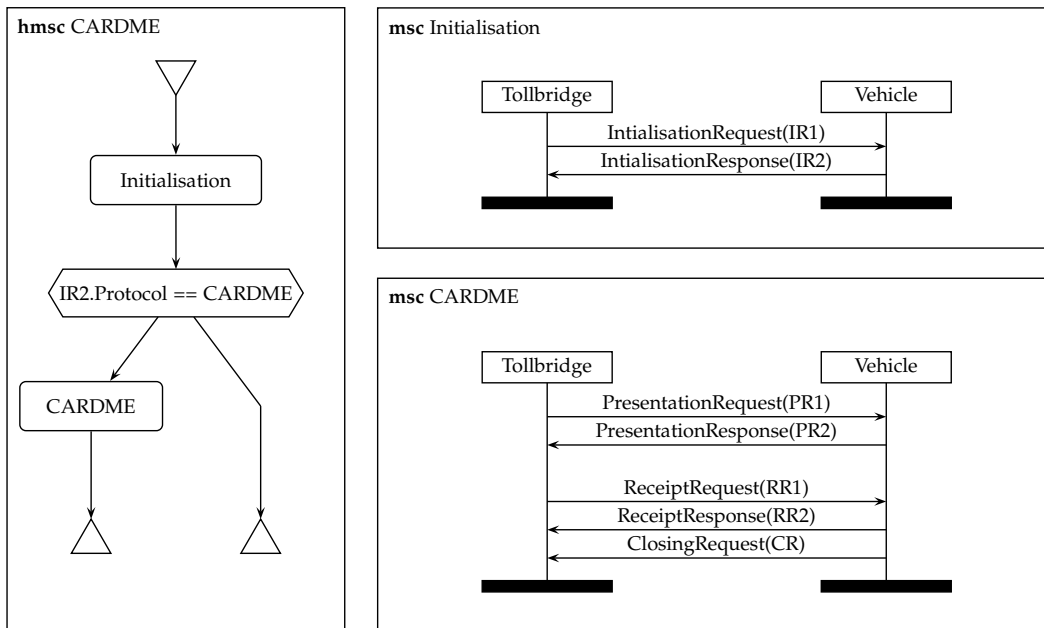 hmsc CARDME
Initialisation
IR2.Protocol == CARDME
CARDME
msc Initialisation
Tollbridge
Vehicle
IntialisationRequest(IR1)
IntialisationResponse(IR2)
msc CARDME
Tollbridge
Vehicle
PresentationRequest(PR1)
PresentationResponse(PR2)
ReceiptRequest(RR1)
ReceiptResponse(RR2)
ClosingRequest(CR)